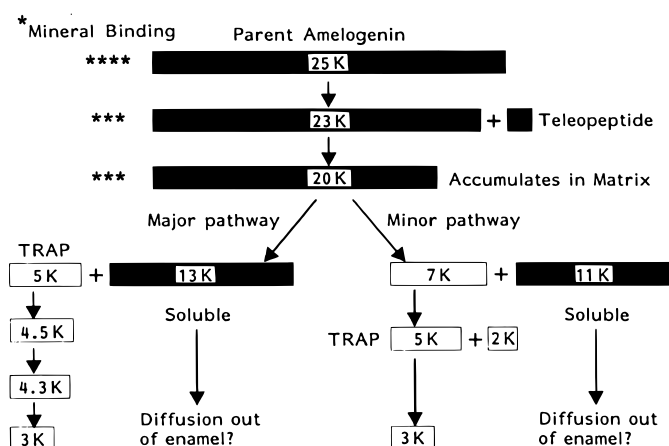 *Mineral Binding
Parent Amelogenin
**** 25K
*** 23K + Teleopeptide
*** 20K Accumulates in Matrix
Major pathway Minor pathway
TRAP
5K + 13K 7K + 11K
Soluble Soluble
4.5K
TRAP 5K + 2K
4.3K
Diffusion out Diffusion out
3K of enamel? 3K of enamel?